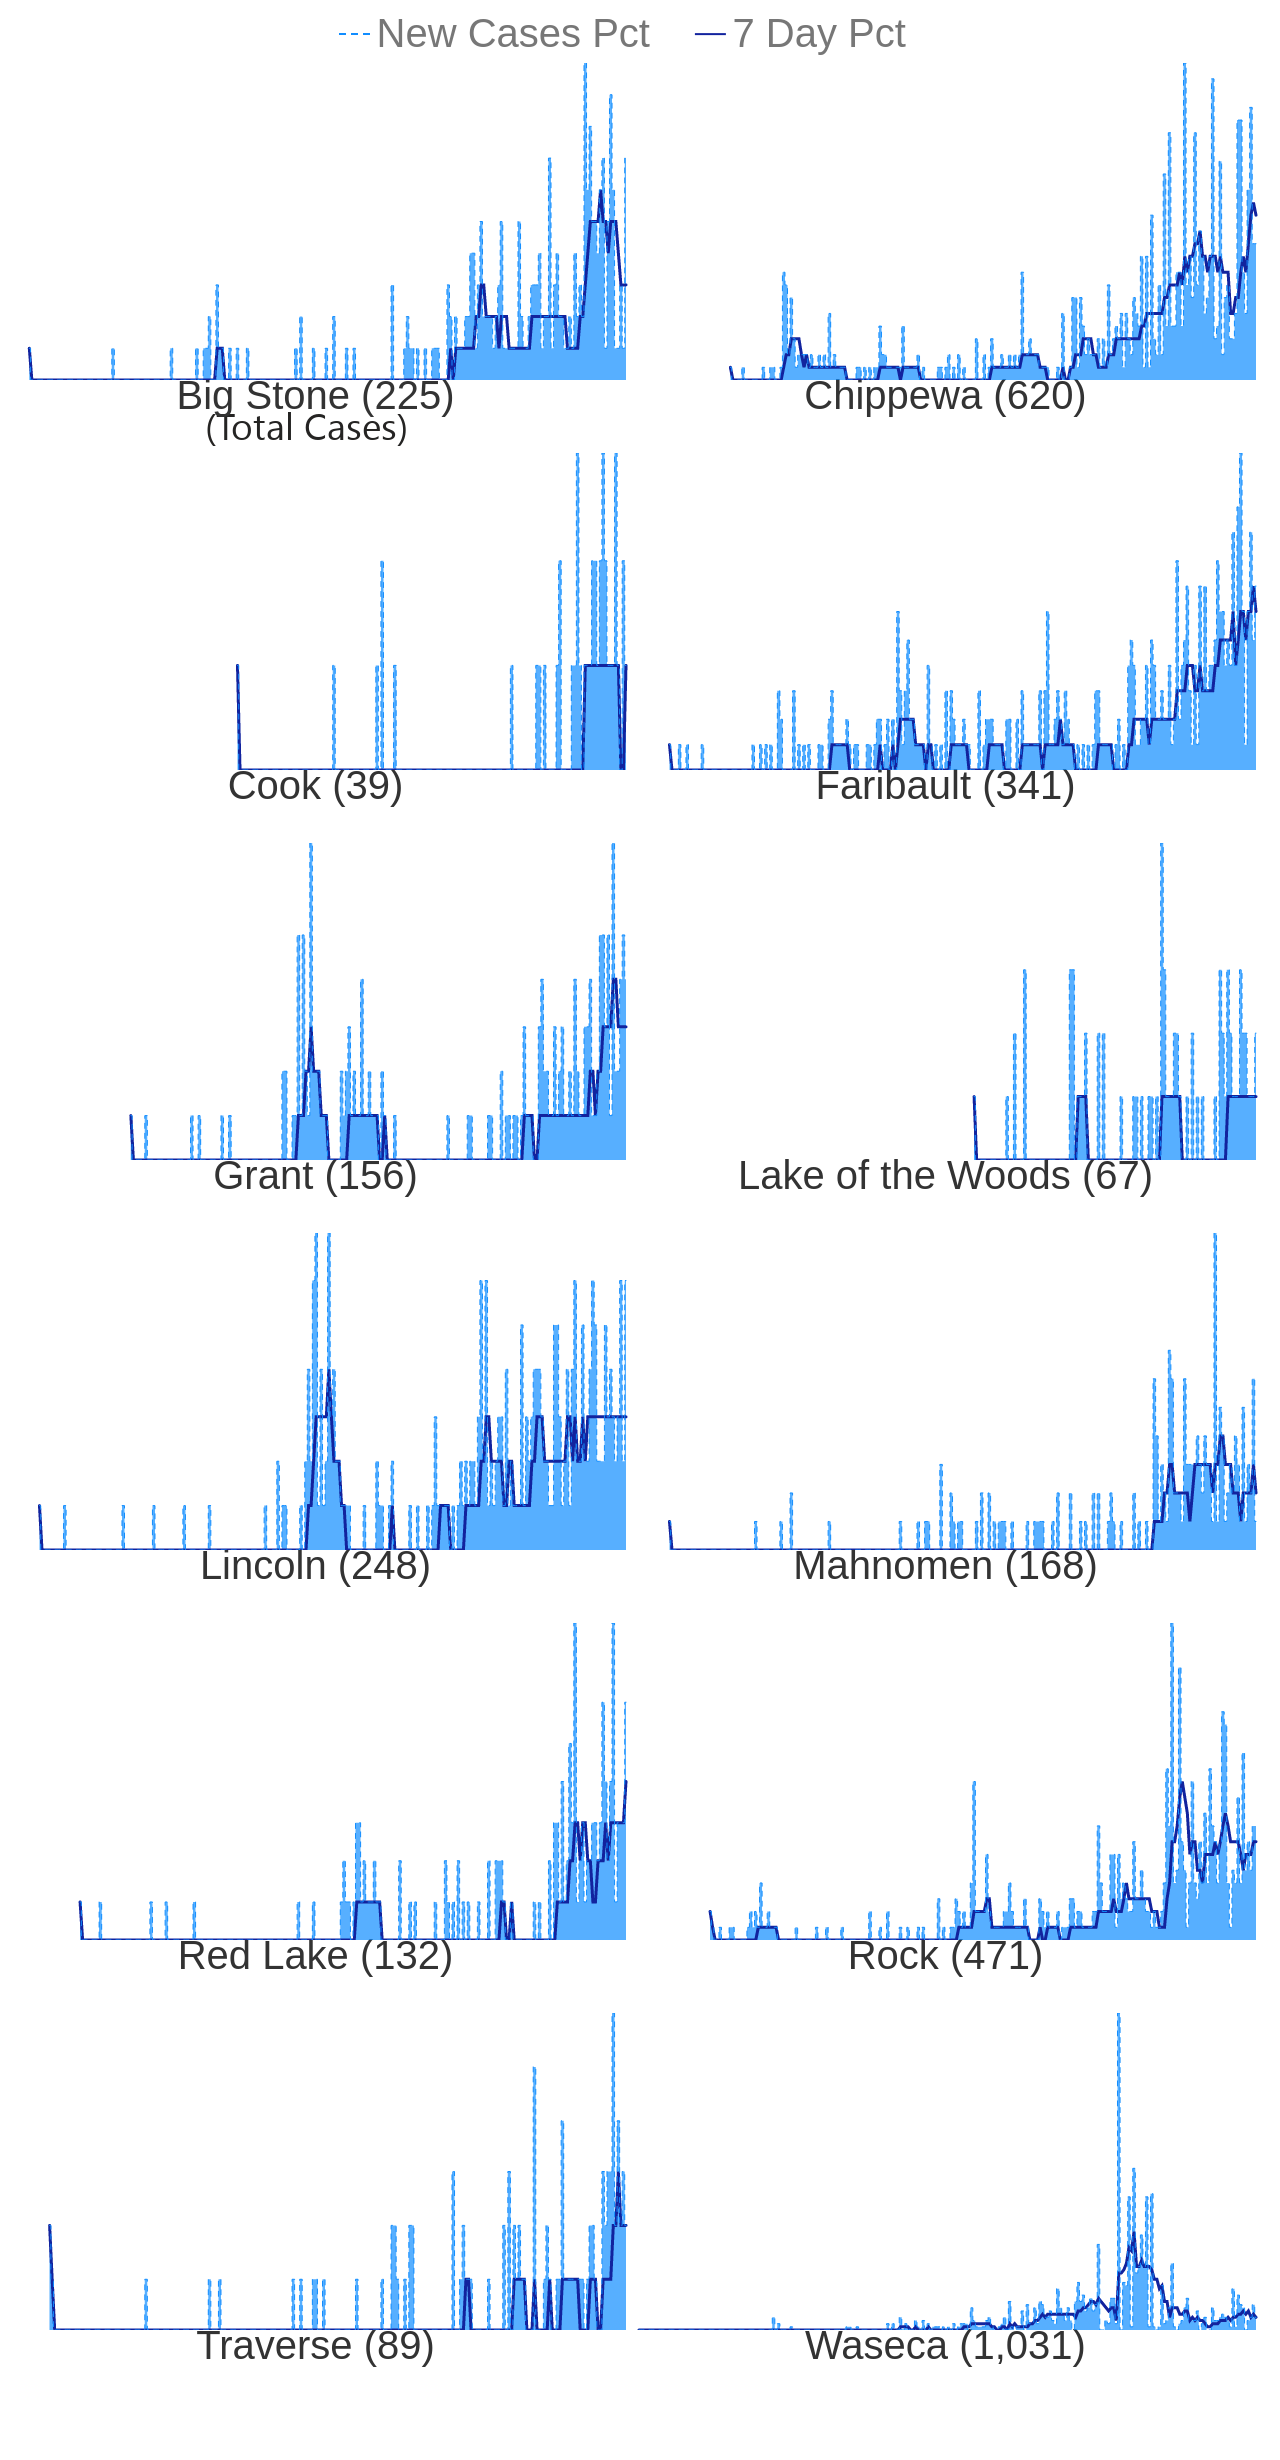 New Cases Pct 7 Day Pct
Big Stone (225)
(Total Cases)
Chippewa (620)
Cook (39)
Faribault (341)
Grant (156)
Lake of the Woods (67)
Lincoln (248)
Mahnomen (168)
Red Lake (132)
Rock (471)
Traverse (89)
Waseca (1,031)